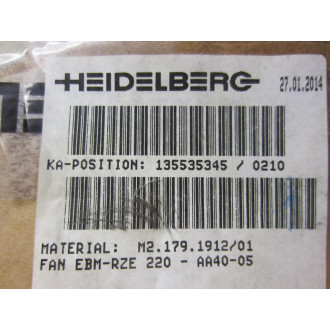 HEIDELBERG
27.01.2014
KA-POSITION: 135535345 / 0210
MATERIAL: M2.179.1912/01
FAN EBM-RZE 220 - AA40-05